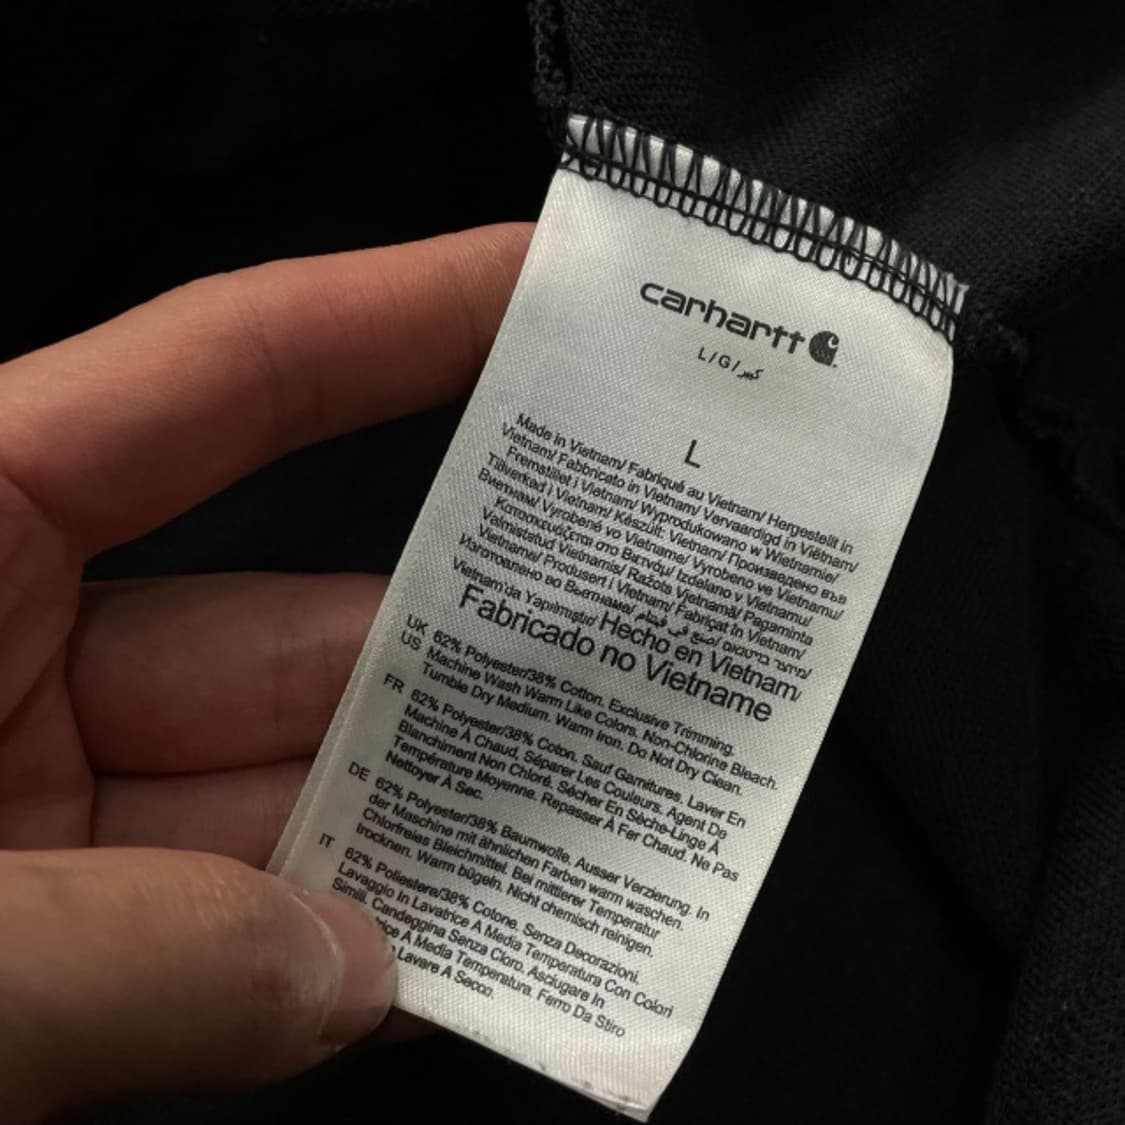 carhartt
L/G/كبير
L
Made in Vietnam/ Fabriqué au Vietnam/ Hergestellt in
Vietnam/ Fabbricato in Vietnam/ Vervaardigd in Viëtnam/
Fremstillet i Vietnam/ Wyprodukowano w Wietnamie/
Tillverkad i Vietnam/ Készült: Vietnam/ Произведено във
Виетнам/ Vyrobené vo Vietname/ Vyrobeno ve Vietnamu/
Κατασκευάζεται στο Βιετνάμ/ Izdelano v Vietnamu/
Valmistatud Vietnamis/ Ražots Vjetnamā/ Pagaminta
Vietname/ Produsert i Vietnam/ Fabricat în Vietnam/
Изготовлено во Вьетнаме/ صنع في فيتنام/ מיוצר בוייטנאם/
Vietnam'da Yapılmıştır/ Hecho en Vietnam/
Fabricado no Vietname
UK 62% Polyester/38% Cotton. Exclusive Trimming.
US Machine Wash Warm Like Colors. Non-Chlorine Bleach.
Tumble Dry Medium. Warm Iron. Do Not Dry Clean.
FR 62% Polyester/38% Coton. Sauf Garnitures. Laver En
Machine À Chaud, Séparer Les Couleurs. Agent De
Blanchiment Non Chloré. Sécher En Sèche-Linge À
Température Moyenne. Repasser À Fer Chaud. Ne Pas
Nettoyer À Sec.
DE 62% Polyester/38% Baumwolle. Ausser Verzierung. In
der Maschine mit ähnlichen Farben warm waschen.
Chlorfreies Bleichmittel. Bei mittlerer Temperatur
trocknen. Warm bügeln. Nicht chemisch reinigen.
IT 62% Poliestere/38% Cotone. Senza Decorazioni.
Lavaggio In Lavatrice A Media Temperatura Con Colori
Simili. Candeggina Senza Cloro. Asciugare In
A Media Temperatura. Ferro Da Stiro
Lavare A Secco.